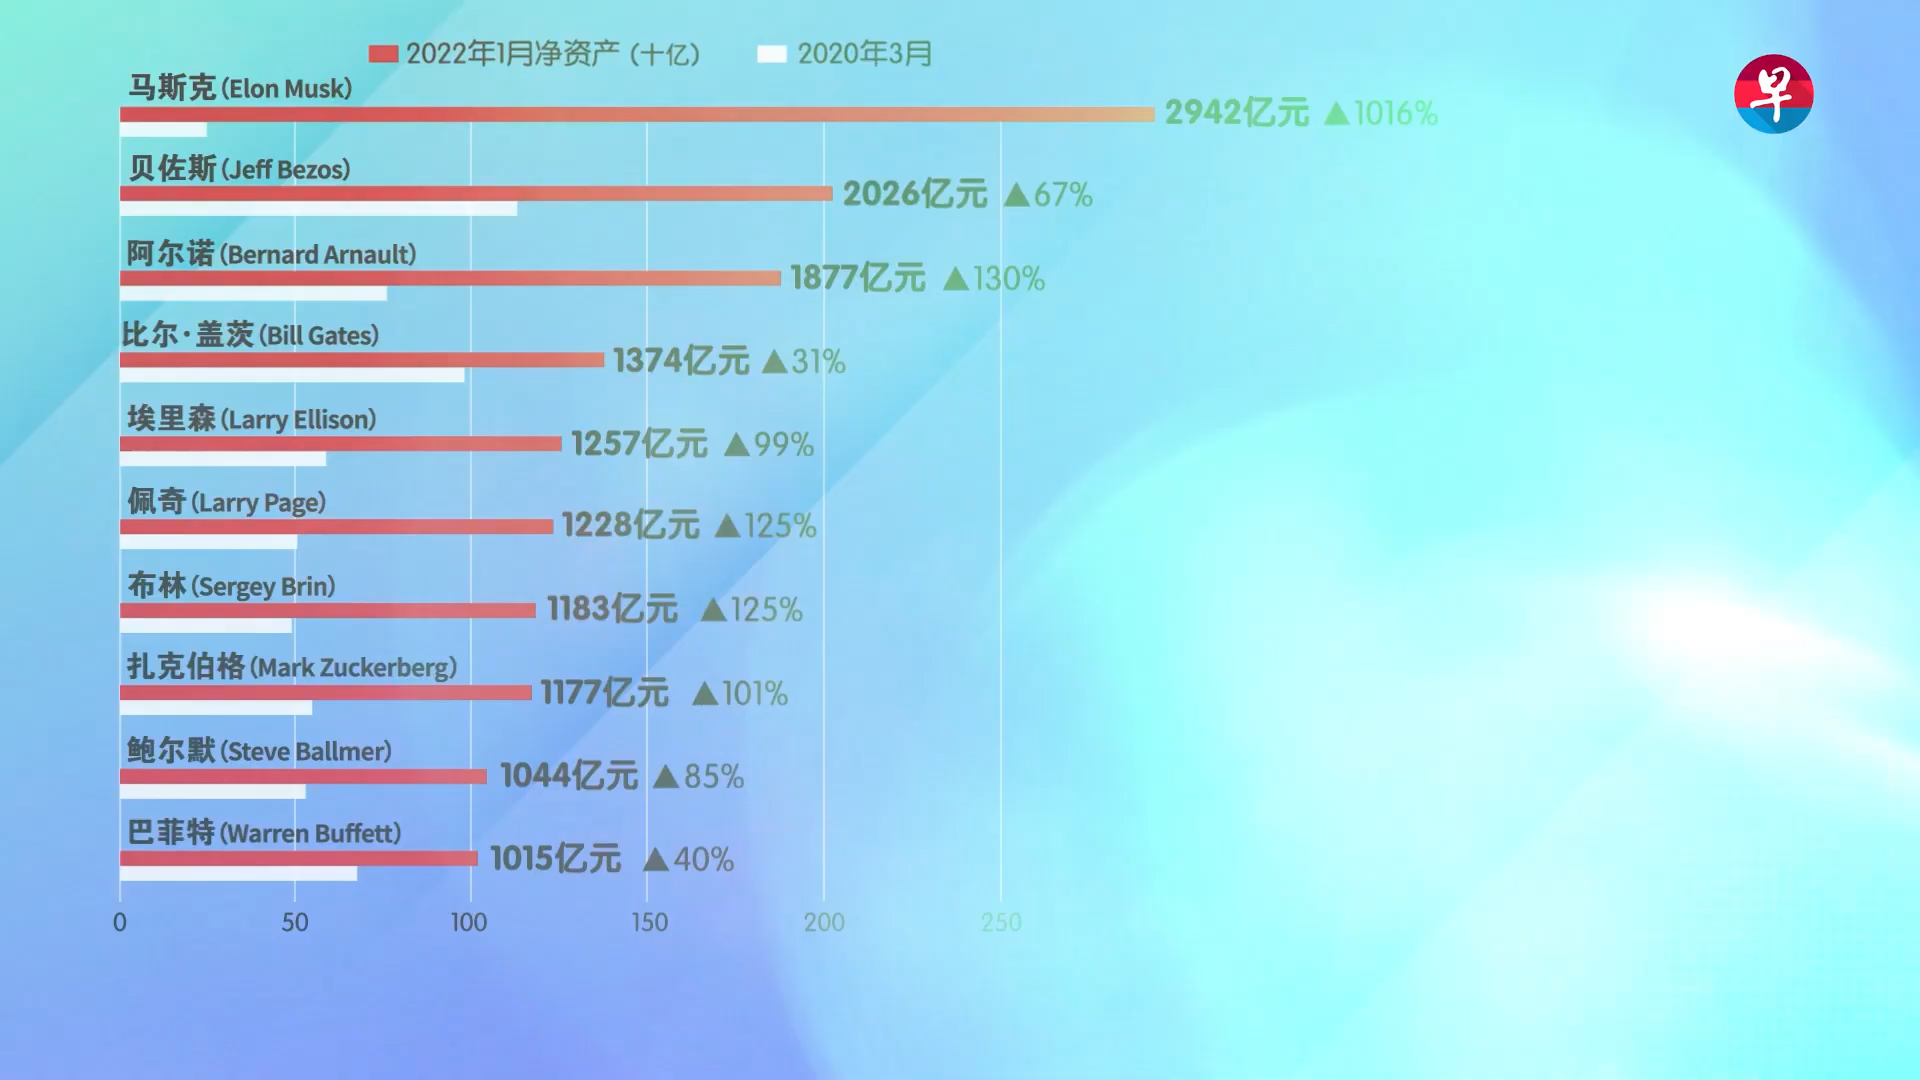 2022年1月净资产（十亿） 2020年3月
早
马斯克(Elon Musk)
2942亿元 ▲1016%
贝佐斯(Jeff Bezos)
2026亿元 ▲67%
阿尔诺(Bernard Arnault)
1877亿元 ▲130%
比尔·盖茨(Bill Gates)
1374亿元 ▲31%
埃里森(Larry Ellison)
1257亿元 ▲99%
佩奇(Larry Page)
1228亿元 ▲125%
布林(Sergey Brin)
1183亿元 ▲125%
扎克伯格(Mark Zuckerberg)
1177亿元 ▲101%
鲍尔默(Steve Ballmer)
1044亿元 ▲85%
巴菲特(Warren Buffett)
1015亿元 ▲40%
0 50 100 150 200 250